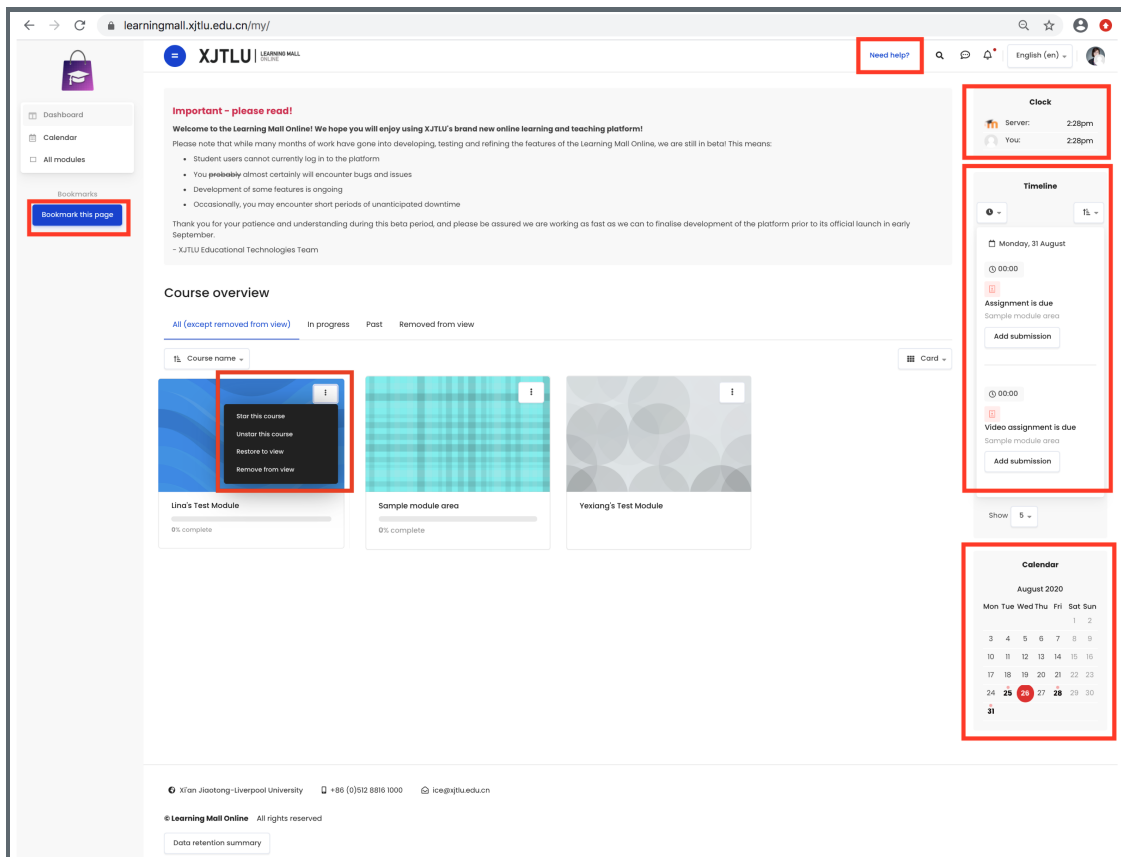 learningmall.xjtlu.edu.cn/my/
XJTLU LEARNING MALL ONLINE
Need help?
English (en)
Dashboard
Calendar
All modules
Bookmarks
Bookmark this page
Important - please read!
Welcome to the Learning Mall Online! We hope you will enjoy using XJTLU's brand new online learning and teaching platform!
Please note that while many months of work have gone into developing, testing and refining the features of the Learning Mall Online, we are still in beta! This means:
• Student users cannot currently log in to the platform
• You probably almost certainly will encounter bugs and issues
• Development of some features is ongoing
• Occasionally, you may encounter short periods of unanticipated downtime
Thank you for your patience and understanding during this beta period, and please be assured we are working as fast as we can to finalise development of the platform prior to its official launch in early
September.
- XJTLU Educational Technologies Team
Course overview
All (except removed from view) In progress Past Removed from view
Course name
Card
Star this course
Unstar this course
Restore to view
Remove from view
Lina's Test Module
0% complete
Sample module area
0% complete
Yexiang's Test Module
Clock
Server: 2:28pm
You: 2:28pm
Timeline
Monday, 31 August
00:00
Assignment is due
Sample module area
Add submission
00:00
Video assignment is due
Sample module area
Add submission
Show 5
Calendar
August 2020
Mon Tue Wed Thu Fri Sat Sun
1 2
3 4 5 6 7 8 9
10 11 12 13 14 15 16
17 18 19 20 21 22 23
24 25 26 27 28 29 30
31
Xi'an Jiaotong-Liverpool University +86 (0)512 8816 1000 ice@xjtlu.edu.cn
© Learning Mall Online All rights reserved
Data retention summary